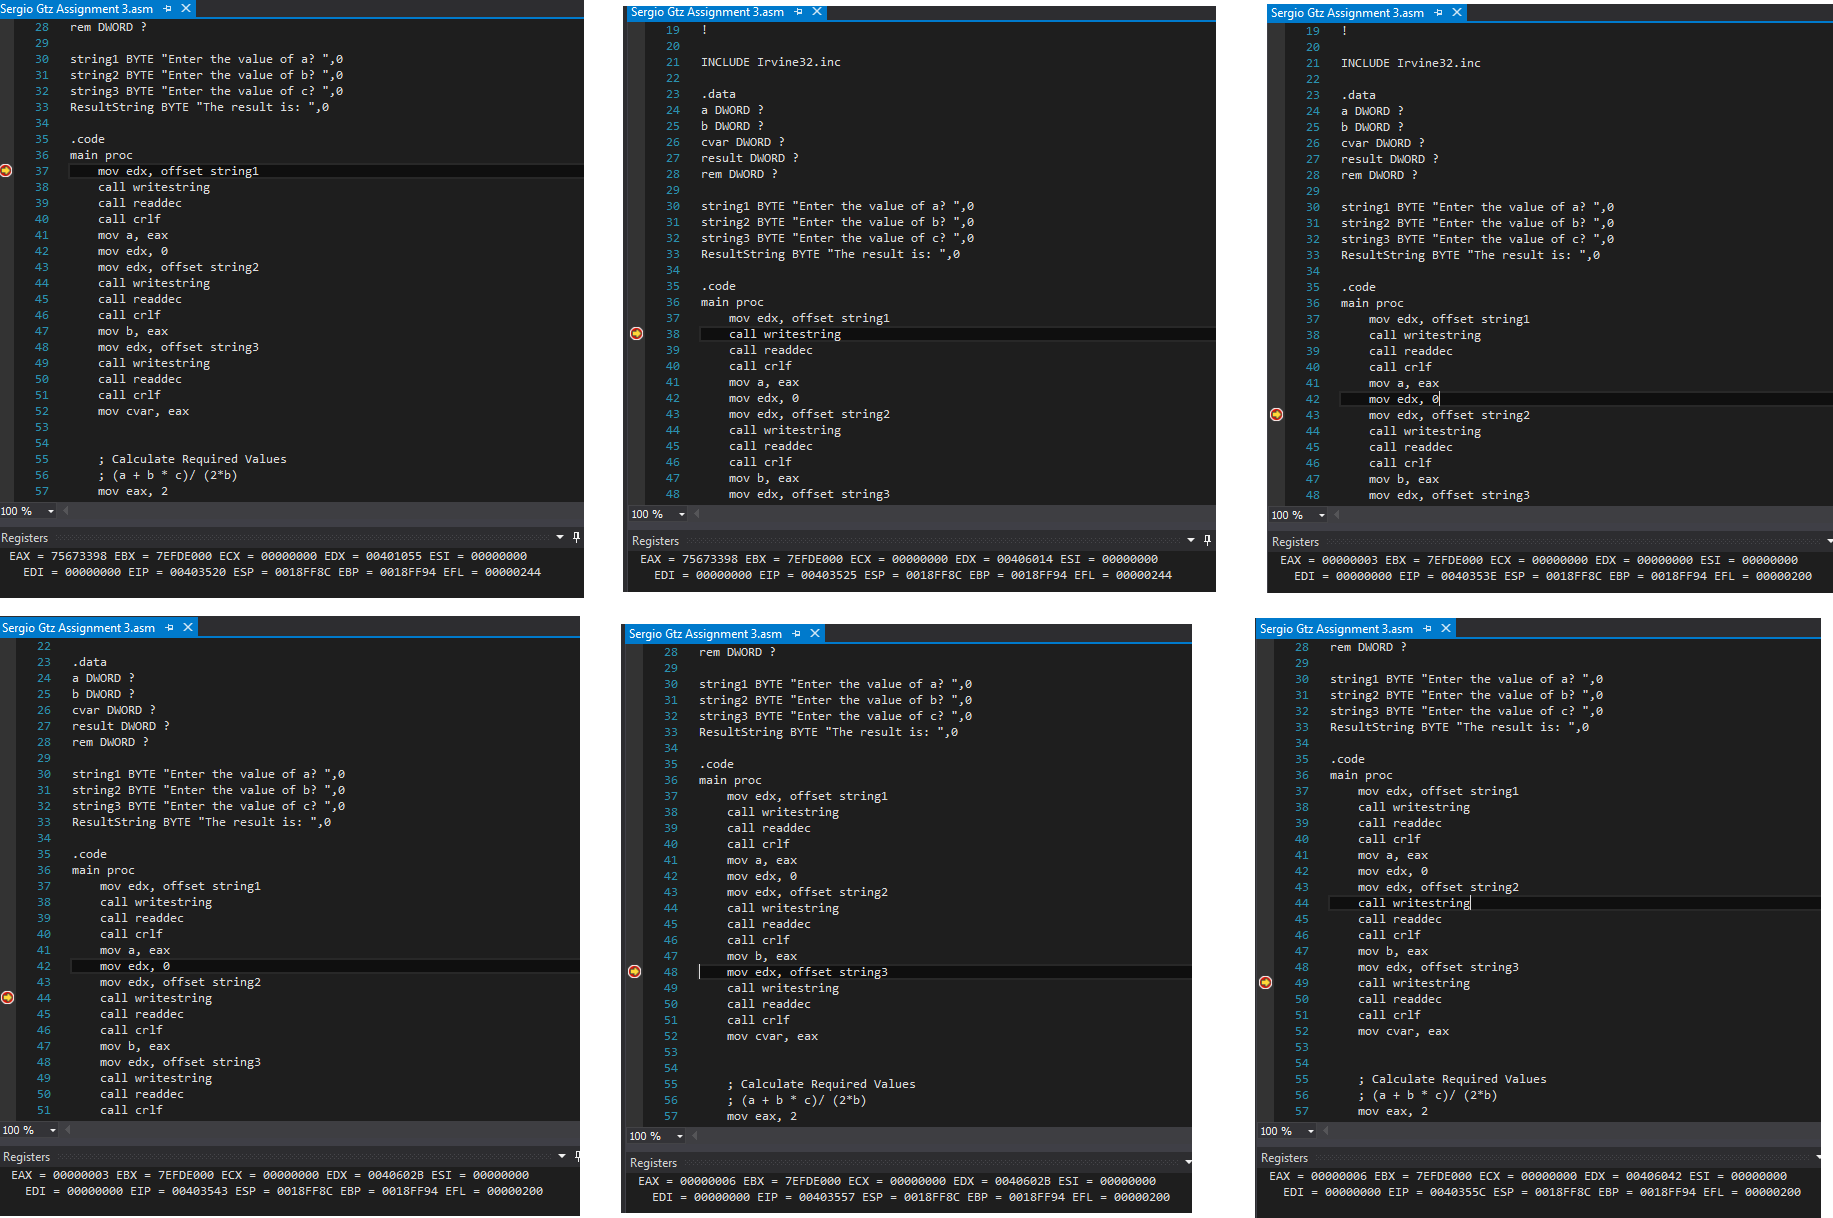 Sergio Gtz Assignment 3.asm
28 rem DWORD ?
29
30 string1 BYTE "Enter the value of a? ",0
31 string2 BYTE "Enter the value of b? ",0
32 string3 BYTE "Enter the value of c? ",0
33 ResultString BYTE "The result is: ",0
34
35 .code
36 main proc
37 mov edx, offset string1
38 call writestring
39 call readdec
40 call crlf
41 mov a, eax
42 mov edx, 0
43 mov edx, offset string2
44 call writestring
45 call readdec
46 call crlf
47 mov b, eax
48 mov edx, offset string3
49 call writestring
50 call readdec
51 call crlf
52 mov cvar, eax
53
54
55 ; Calculate Required Values
56 ; (a + b * c)/ (2*b)
57 mov eax, 2
100 %
Registers
EAX = 75673398 EBX = 7EFDE000 ECX = 00000000 EDX = 00401055 ESI = 00000000
EDI = 00000000 EIP = 00403520 ESP = 0018FF8C EBP = 0018FF94 EFL = 00000244
Sergio Gtz Assignment 3.asm
19 !
20
21 INCLUDE Irvine32.inc
22
23 .data
24 a DWORD ?
25 b DWORD ?
26 cvar DWORD ?
27 result DWORD ?
28 rem DWORD ?
29
30 string1 BYTE "Enter the value of a? ",0
31 string2 BYTE "Enter the value of b? ",0
32 string3 BYTE "Enter the value of c? ",0
33 ResultString BYTE "The result is: ",0
34
35 .code
36 main proc
37 mov edx, offset string1
38 call writestring
39 call readdec
40 call crlf
41 mov a, eax
42 mov edx, 0
43 mov edx, offset string2
44 call writestring
45 call readdec
46 call crlf
47 mov b, eax
48 mov edx, offset string3
100 %
Registers
EAX = 75673398 EBX = 7EFDE000 ECX = 00000000 EDX = 00406014 ESI = 00000000
EDI = 00000000 EIP = 00403525 ESP = 0018FF8C EBP = 0018FF94 EFL = 00000244
Sergio Gtz Assignment 3.asm
19 !
20
21 INCLUDE Irvine32.inc
22
23 .data
24 a DWORD ?
25 b DWORD ?
26 cvar DWORD ?
27 result DWORD ?
28 rem DWORD ?
29
30 string1 BYTE "Enter the value of a? ",0
31 string2 BYTE "Enter the value of b? ",0
32 string3 BYTE "Enter the value of c? ",0
33 ResultString BYTE "The result is: ",0
34
35 .code
36 main proc
37 mov edx, offset string1
38 call writestring
39 call readdec
40 call crlf
41 mov a, eax
42 mov edx, 0
43 mov edx, offset string2
44 call writestring
45 call readdec
46 call crlf
47 mov b, eax
48 mov edx, offset string3
100 %
Registers
EAX = 00000003 EBX = 7EFDE000 ECX = 00000000 EDX = 00000000 ESI = 00000000
EDI = 00000000 EIP = 0040353E ESP = 0018FF8C EBP = 0018FF94 EFL = 00000200
Sergio Gtz Assignment 3.asm
22
23 .data
24 a DWORD ?
25 b DWORD ?
26 cvar DWORD ?
27 result DWORD ?
28 rem DWORD ?
29
30 string1 BYTE "Enter the value of a? ",0
31 string2 BYTE "Enter the value of b? ",0
32 string3 BYTE "Enter the value of c? ",0
33 ResultString BYTE "The result is: ",0
34
35 .code
36 main proc
37 mov edx, offset string1
38 call writestring
39 call readdec
40 call crlf
41 mov a, eax
42 mov edx, 0
43 mov edx, offset string2
44 call writestring
45 call readdec
46 call crlf
47 mov b, eax
48 mov edx, offset string3
49 call writestring
50 call readdec
51 call crlf
100 %
Registers
EAX = 00000003 EBX = 7EFDE000 ECX = 00000000 EDX = 0040602B ESI = 00000000
EDI = 00000000 EIP = 00403543 ESP = 0018FF8C EBP = 0018FF94 EFL = 00000200
Sergio Gtz Assignment 3.asm
28 rem DWORD ?
29
30 string1 BYTE "Enter the value of a? ",0
31 string2 BYTE "Enter the value of b? ",0
32 string3 BYTE "Enter the value of c? ",0
33 ResultString BYTE "The result is: ",0
34
35 .code
36 main proc
37 mov edx, offset string1
38 call writestring
39 call readdec
40 call crlf
41 mov a, eax
42 mov edx, 0
43 mov edx, offset string2
44 call writestring
45 call readdec
46 call crlf
47 mov b, eax
48 mov edx, offset string3
49 call writestring
50 call readdec
51 call crlf
52 mov cvar, eax
53
54
55 ; Calculate Required Values
56 ; (a + b * c)/ (2*b)
57 mov eax, 2
100 %
Registers
EAX = 00000006 EBX = 7EFDE000 ECX = 00000000 EDX = 0040602B ESI = 00000000
EDI = 00000000 EIP = 00403557 ESP = 0018FF8C EBP = 0018FF94 EFL = 00000200
Sergio Gtz Assignment 3.asm
28 rem DWORD ?
29
30 string1 BYTE "Enter the value of a? ",0
31 string2 BYTE "Enter the value of b? ",0
32 string3 BYTE "Enter the value of c? ",0
33 ResultString BYTE "The result is: ",0
34
35 .code
36 main proc
37 mov edx, offset string1
38 call writestring
39 call readdec
40 call crlf
41 mov a, eax
42 mov edx, 0
43 mov edx, offset string2
44 call writestring
45 call readdec
46 call crlf
47 mov b, eax
48 mov edx, offset string3
49 call writestring
50 call readdec
51 call crlf
52 mov cvar, eax
53
54
55 ; Calculate Required Values
56 ; (a + b * c)/ (2*b)
57 mov eax, 2
100 %
Registers
EAX = 00000006 EBX = 7EFDE000 ECX = 00000000 EDX = 00406042 ESI = 00000000
EDI = 00000000 EIP = 0040355C ESP = 0018FF8C EBP = 0018FF94 EFL = 00000200